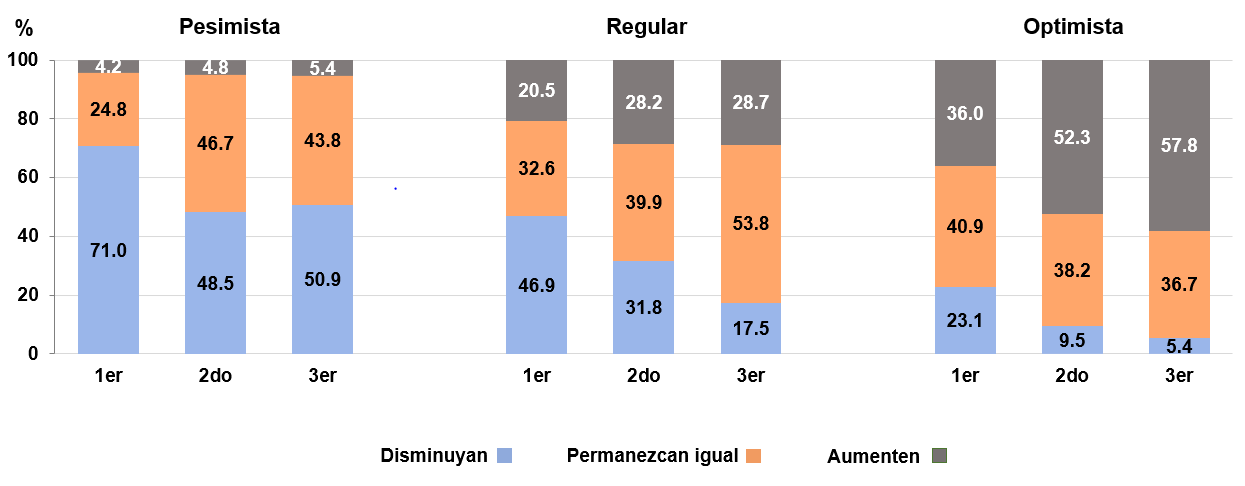 % Pesimista Regular Optimista
100 4.2 4.8 5.4 20.5 28.2 28.7 36.0 52.3 57.8
80 24.8 46.7 43.8 32.6 39.9 53.8 40.9 38.2 36.7
60
40 71.0 48.5 50.9 46.9 31.8 17.5 23.1 9.5 5.4
20
0
1er 2do 3er 1er 2do 3er 1er 2do 3er
Disminuyan Permanezcan igual Aumenten